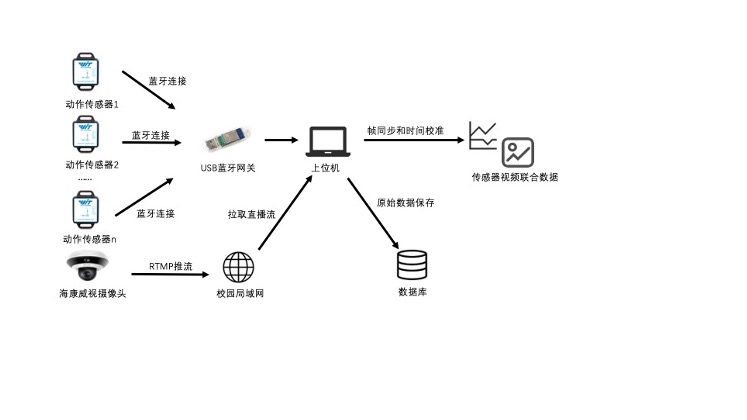 WIT
蓝牙连接
动作传感器1
WIT
蓝牙连接
帧同步和时间校准
动作传感器2
USB蓝牙网关
上位机
传感器视频联合数据
......
WIT
原始数据保存
蓝牙连接
拉取直播流
动作传感器n
RTMP推流
海康威视摄像头
校园局域网
数据库